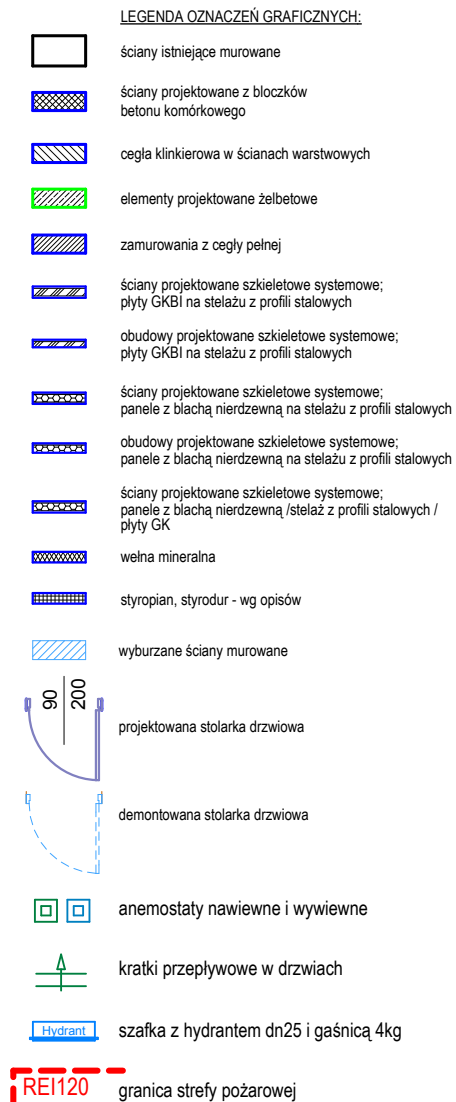 LEGENDA OZNACZEŃ GRAFICZNYCH:
ściany istniejące murowane
ściany projektowane z bloczków
betonu komórkowego
cegła klinkierowa w ścianach warstwowych
elementy projektowane żelbetowe
zamurowania z cegły pełnej
ściany projektowane szkieletowe systemowe;
płyty GKBI na stelażu z profili stalowych
obudowy projektowane szkieletowe systemowe;
płyty GKBI na stelażu z profili stalowych
ściany projektowane szkieletowe systemowe;
panele z blachą nierdzewną na stelażu z profili stalowych
obudowy projektowane szkieletowe systemowe;
panele z blachą nierdzewną na stelażu z profili stalowych
ściany projektowane szkieletowe systemowe;
panele z blachą nierdzewną /stelaż z profili stalowych /
płyty GK
wełna mineralna
styropian, styrodur - wg opisów
wyburzane ściany murowane
90
200
projektowana stolarka drzwiowa
demontowana stolarka drzwiowa
anemostaty nawiewne i wywiewne
kratki przepływowe w drzwiach
Hydrant
szafka z hydrantem dn25 i gaśnicą 4kg
REI120
granica strefy pożarowej